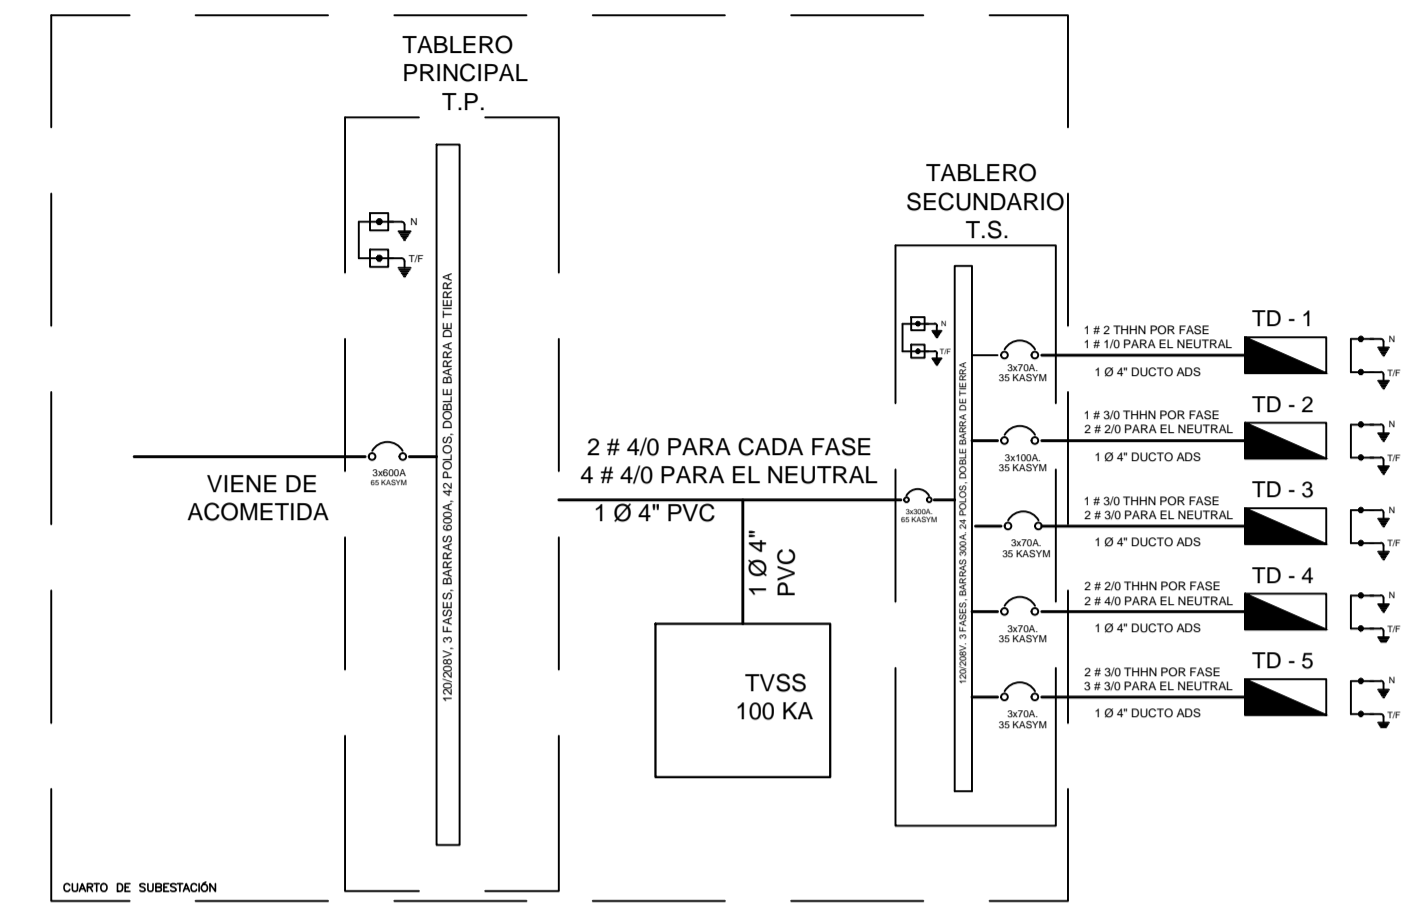 TABLERO
PRINCIPAL
T.P.
N
T/F
120/208V, 3 FASES, BARRAS 600A, 42 POLOS, DOBLE BARRA DE TIERRA
3x600A
65 KASYM
VIENE DE
ACOMETIDA
2 # 4/0 PARA CADA FASE
4 # 4/0 PARA EL NEUTRAL
1 Ø 4" PVC
1 Ø 4"
PVC
TVSS
100 KA
TABLERO
SECUNDARIO
T.S.
N
T/F
3x300A.
65 KASYM
120/208V. 3 FASES, BARRAS 300A. 24 POLOS, DOBLE BARRA DE TIERRA
3x70A.
35 KASYM
1 # 2 THHN POR FASE
1 # 1/0 PARA EL NEUTRAL
1 Ø 4" DUCTO ADS
TD - 1
N
T/F
3x100A.
35 KASYM
1 # 3/0 THHN POR FASE
2 # 2/0 PARA EL NEUTRAL
1 Ø 4" DUCTO ADS
TD - 2
N
T/F
3x70A.
35 KASYM
1 # 3/0 THHN POR FASE
2 # 3/0 PARA EL NEUTRAL
1 Ø 4" DUCTO ADS
TD - 3
N
T/F
3x70A.
35 KASYM
2 # 2/0 THHN POR FASE
2 # 4/0 PARA EL NEUTRAL
1 Ø 4" DUCTO ADS
TD - 4
N
T/F
3x70A.
35 KASYM
2 # 3/0 THHN POR FASE
3 # 3/0 PARA EL NEUTRAL
1 Ø 4" DUCTO ADS
TD - 5
N
T/F
CUARTO DE SUBESTACIÓN